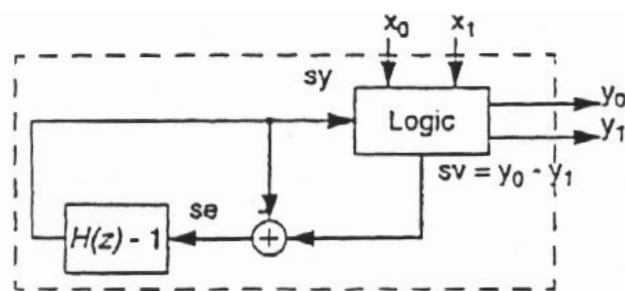 x₀ x₁
sy
Logic
y₀
y₁
sv = y₀ - y₁
se
-
+
H(z) - 1